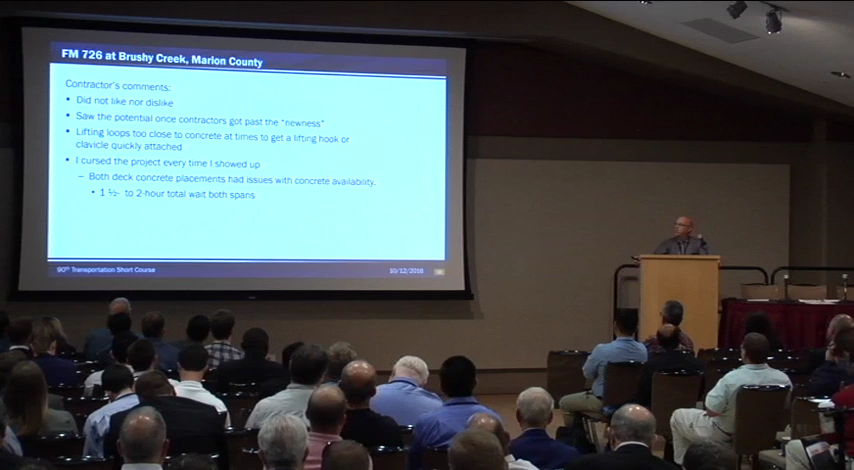 FM 726 at Brushy Creek, Marion County
Contractor's comments:
• Did not like nor dislike
• Saw the potential once contractors got past the "newness"
• Lifting loops too close to concrete at times to get a lifting hook or
clavicle quickly attached
• I cursed the project every time I showed up
– Both deck concrete placements had issues with concrete availability.
• 1 ½- to 2-hour total wait both spans
90th Transportation Short Course
10/12/2016